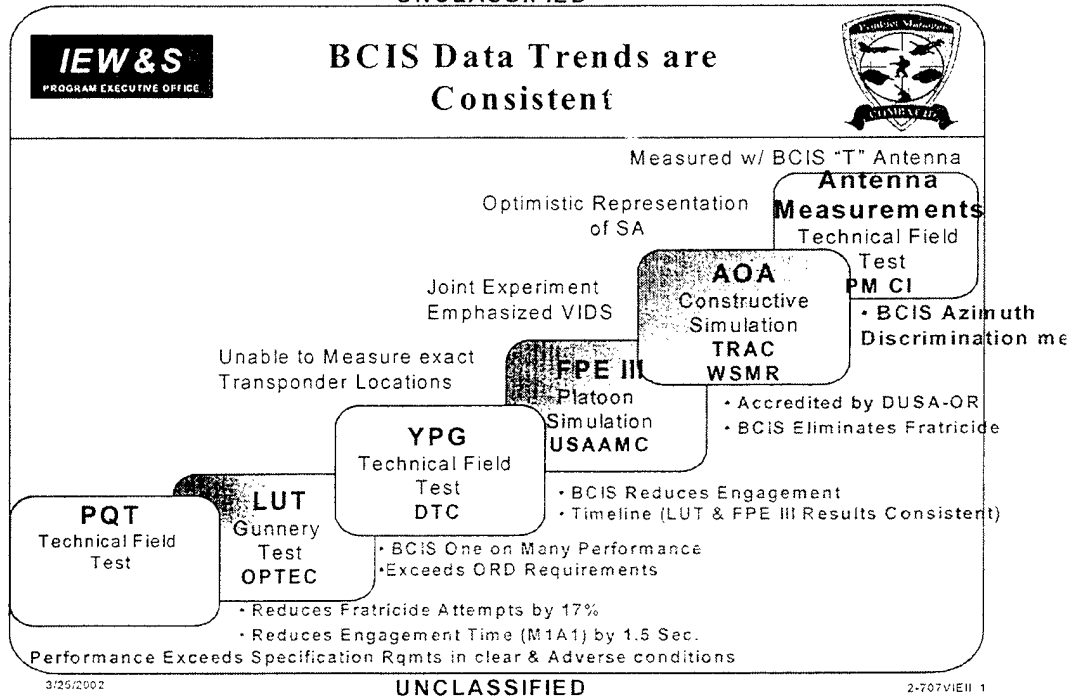 UNCLASSIFIED
IEW&S
PROGRAM EXECUTIVE OFFICE
BCIS Data Trends are
Consistent
COMBAT ID
Measured w/ BCIS "T" Antenna
Antenna
Measurements
Technical Field
Test
PM CI
• BCIS Azimuth
Discrimination me
Optimistic Representation
of SA
AOA
Constructive
Simulation
TRAC
WSMR
• Accredited by DUSA-OR
• BCIS Eliminates Fratricide
Joint Experiment
Emphasized VIDS
FPE III
Platoon
Simulation
USAAMC
• BCIS Reduces Engagement
• Timeline (LUT & FPE III Results Consistent)
Unable to Measure exact
Transponder Locations
YPG
Technical Field
Test
DTC
• BCIS One on Many Performance
•Exceeds ORD Requirements
LUT
Gunnery
Test
OPTEC
• Reduces Fratricide Attempts by 17%
• Reduces Engagement Time (M1A1) by 1.5 Sec.
PQT
Technical Field
Test
Performance Exceeds Specification Rqmts in clear & Adverse conditions
3/25/2002
UNCLASSIFIED
2-707VIEII 1